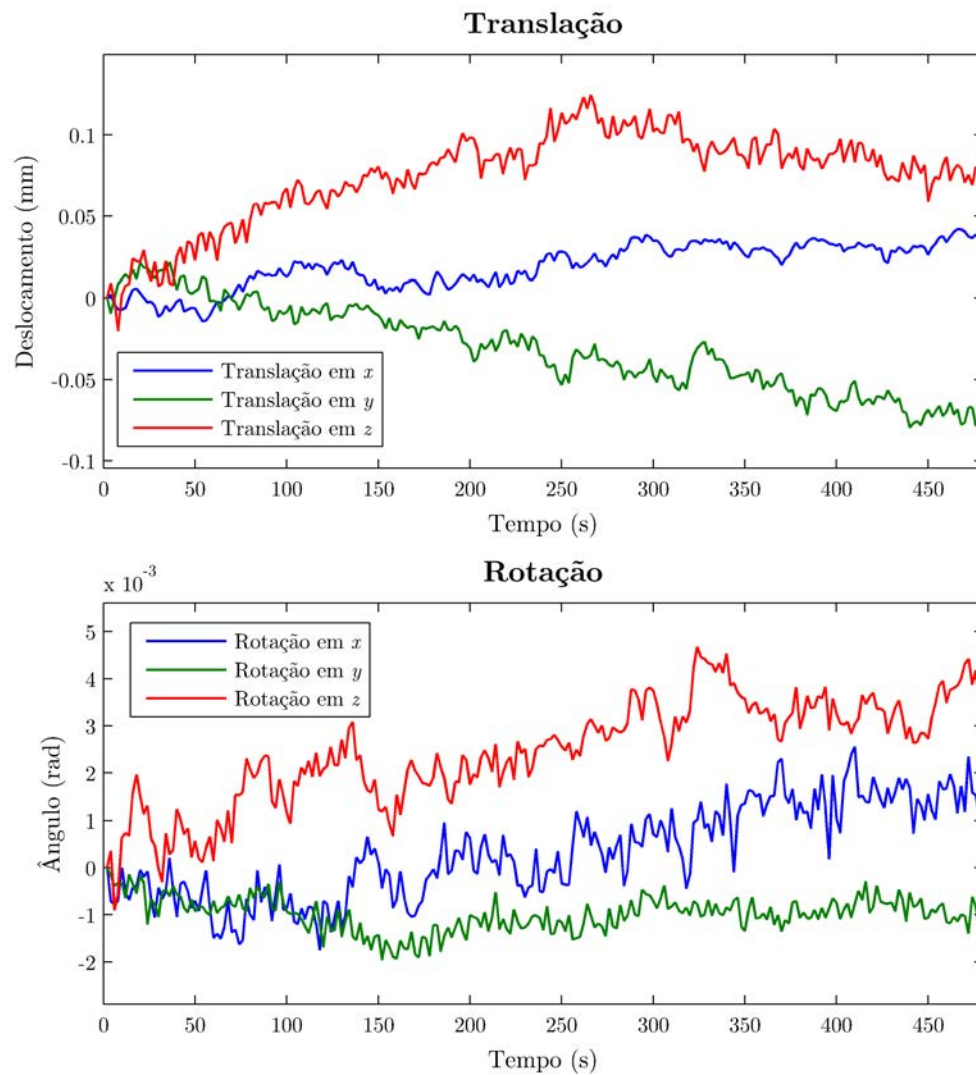 Translação
0.1
0.05
0
-0.05
-0.1
Deslocamento (mm)
Translação em x
Translação em y
Translação em z
0 50 100 150 200 250 300 350 400 450
Tempo (s)
x 10⁻³
Rotação
5
4
3
2
1
0
-1
-2
Ângulo (rad)
Rotação em x
Rotação em y
Rotação em z
0 50 100 150 200 250 300 350 400 450
Tempo (s)